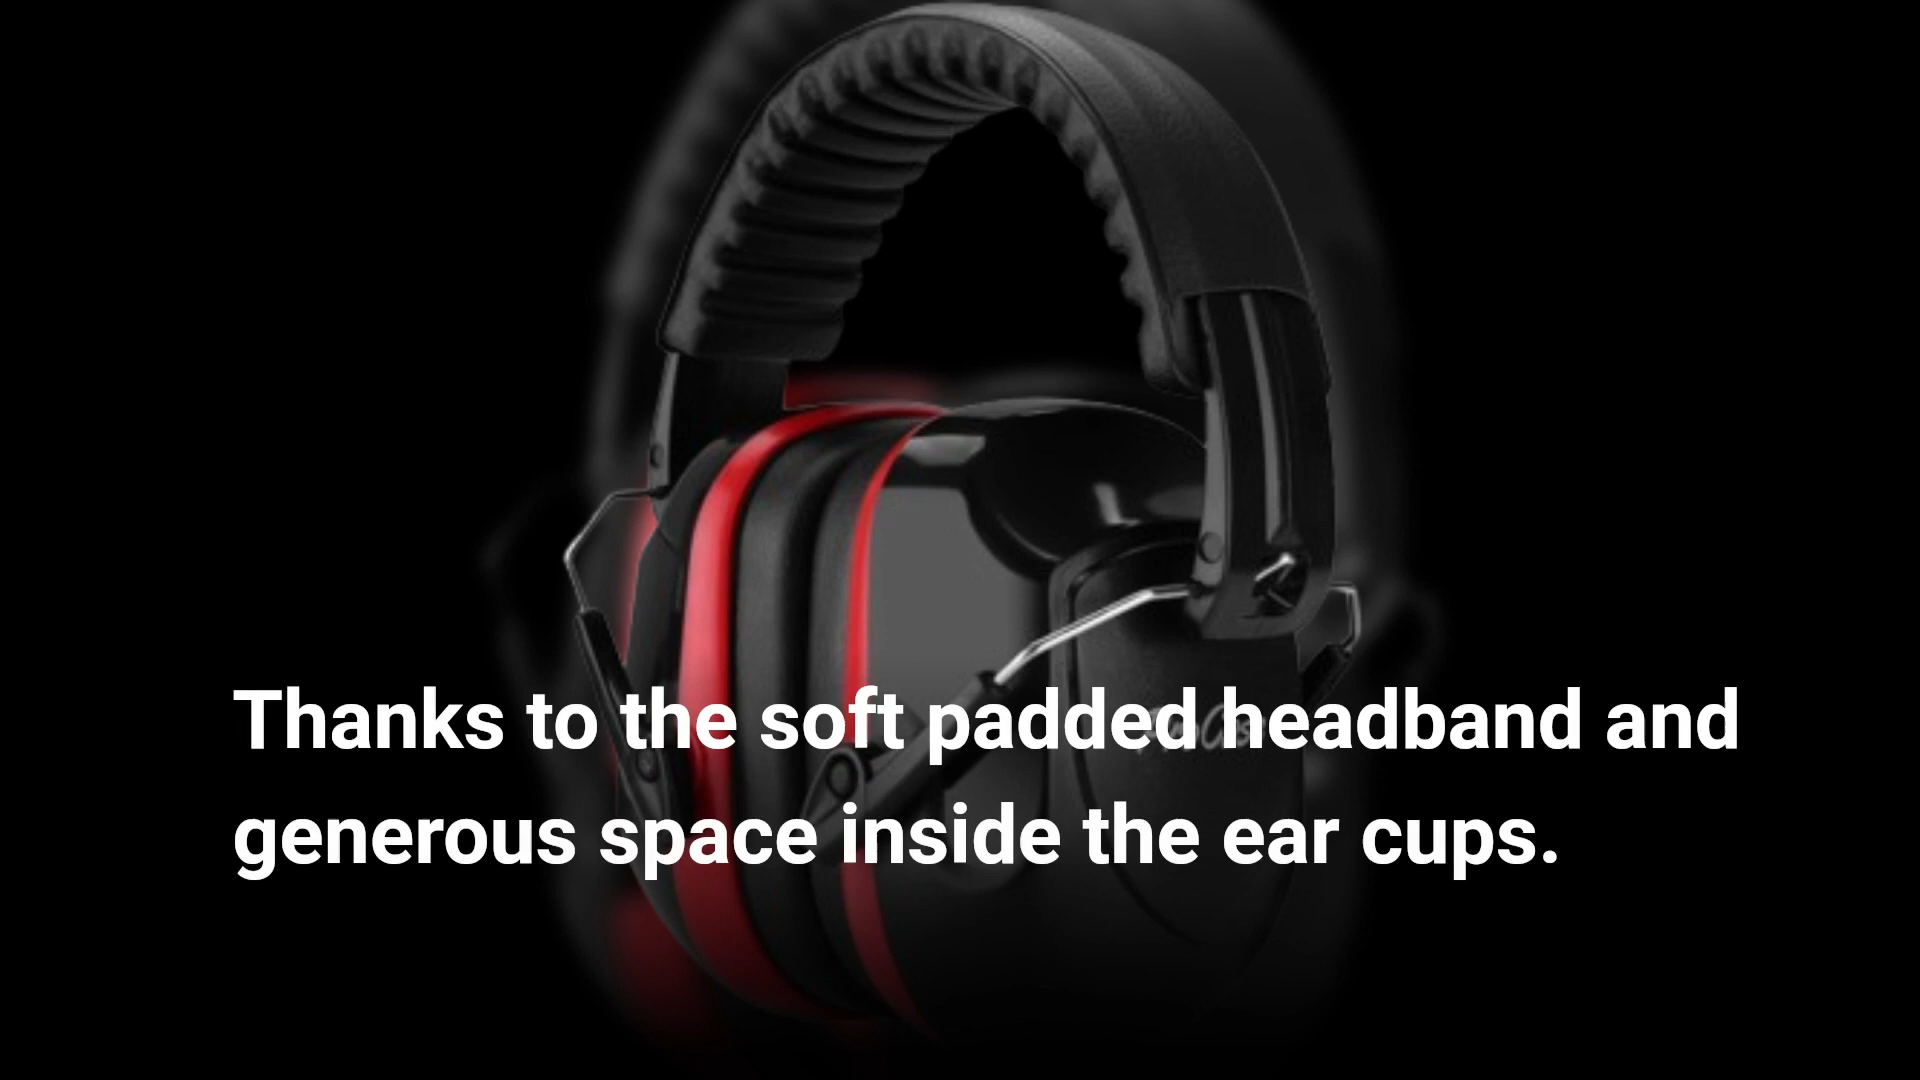 Thanks to the soft padded headband and
generous space inside the ear cups.